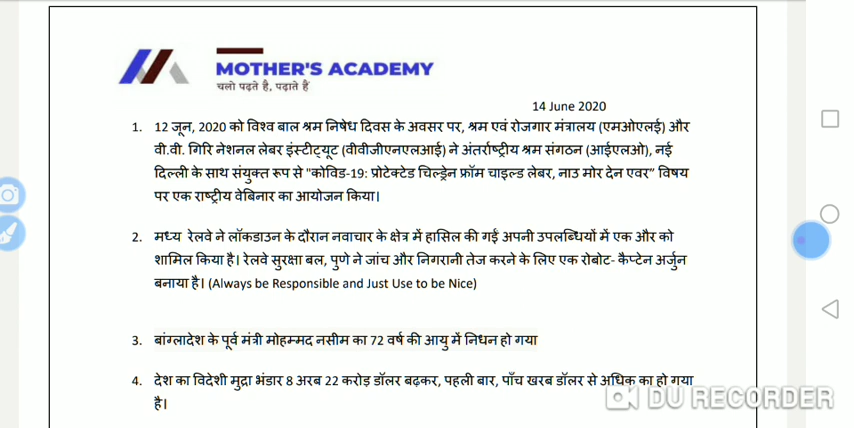 MOTHER'S ACADEMY
चलो पढ़ते है, पढ़ाते हैं
14 June 2020
1. 12 जून, 2020 को विश्व बाल श्रम निषेध दिवस के अवसर पर, श्रम एवं रोजगार मंत्रालय (एमओएलई) और
वी.वी. गिरि नेशनल लेबर इंस्टीट्यूट (वीवीजीएनएलआई) ने अंतर्राष्ट्रीय श्रम संगठन (आईएलओ), नई
दिल्ली के साथ संयुक्त रूप से "कोविड-19: प्रोटेक्टेड चिल्ड्रेन फ्रॉम चाइल्ड लेबर, नाउ मोर देन एवर” विषय
पर एक राष्ट्रीय वेबिनार का आयोजन किया।
2. मध्य रेलवे ने लॉकडाउन के दौरान नवाचार के क्षेत्र में हासिल की गईं अपनी उपलब्धियों में एक और को
शामिल किया है। रेलवे सुरक्षा बल, पुणे ने जांच और निगरानी तेज करने के लिए एक रोबोट- कैप्टेन अर्जुन
बनाया है। (Always be Responsible and Just Use to be Nice)
3. बांग्लादेश के पूर्व मंत्री मोहम्मद नसीम का 72 वर्ष की आयु में निधन हो गया
4. देश का विदेशी मुद्रा भंडार 8 अरब 22 करोड़ डॉलर बढ़कर, पहली बार, पाँच खरब डॉलर से अधिक का हो गया
है।
DU RECORDER